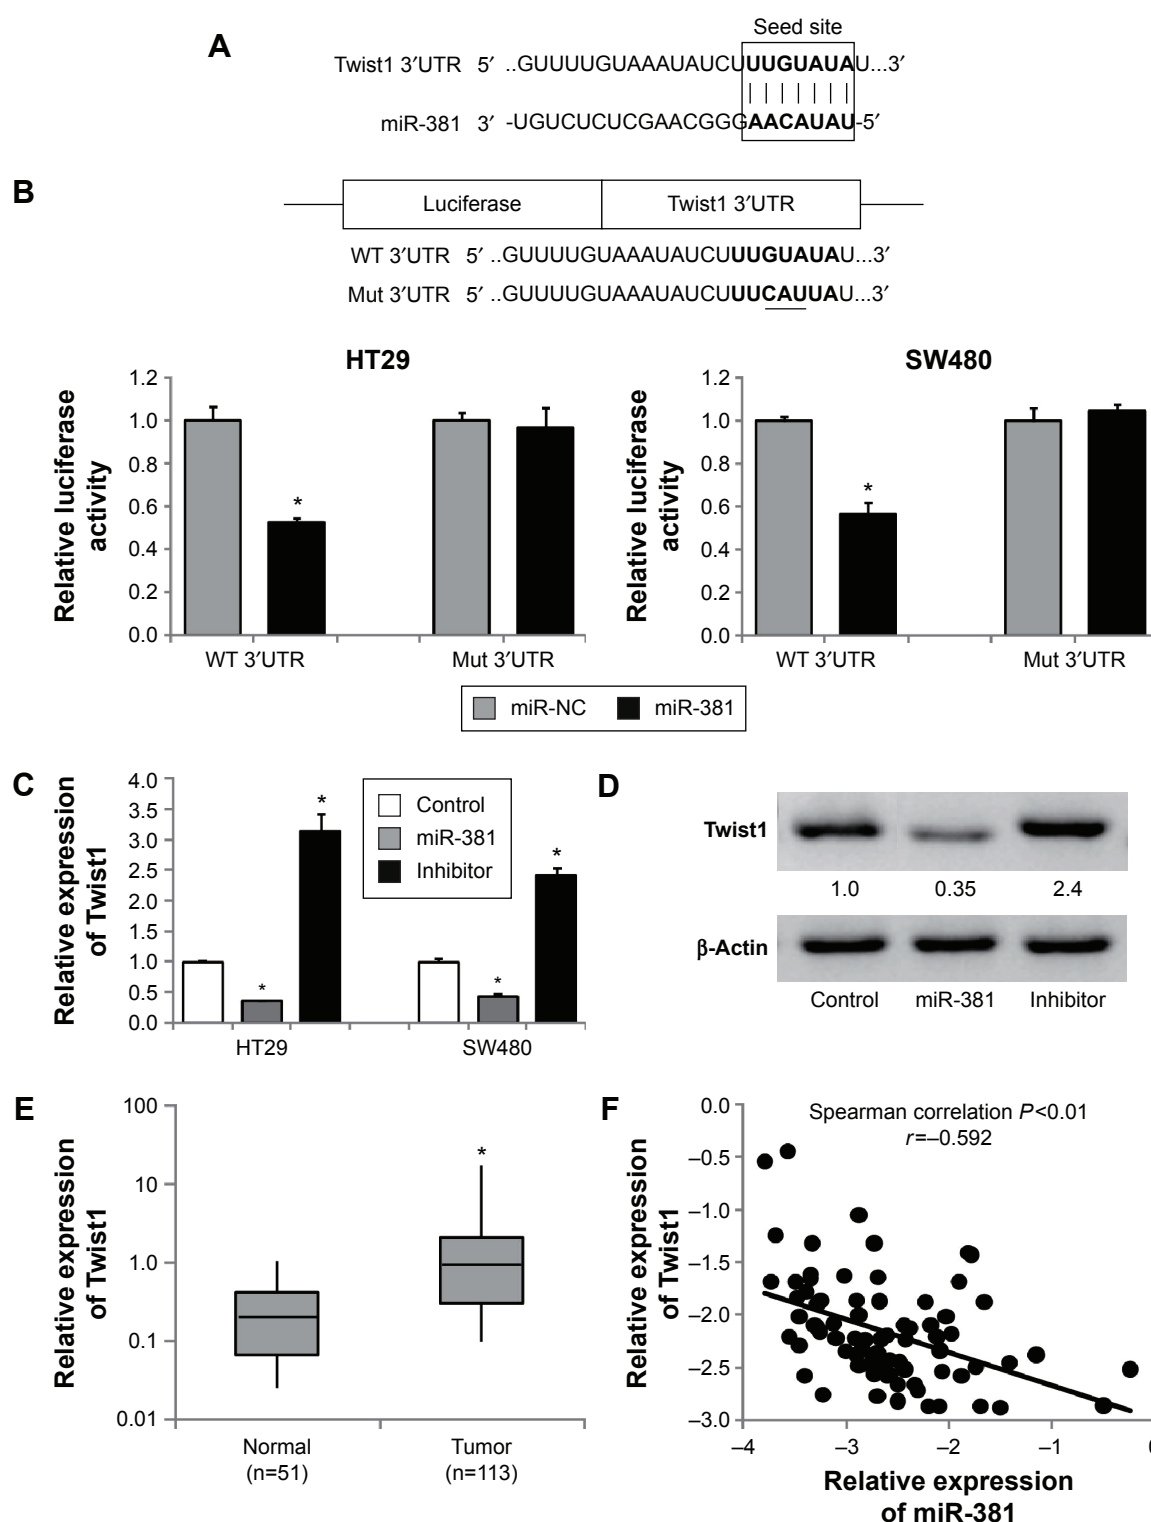 A
Seed site
Twist1 3′UTR 5′ ..GUUUUGUAAAUAUCUUUGUAUAU...3′
miR-381 3′ -UGUCUCUCGAACGGGAACAUAU-5′
B
Luciferase Twist1 3′UTR
WT 3′UTR 5′ ..GUUUUGUAAAUAUCUUUGUAUAU...3′
Mut 3′UTR 5′ ..GUUUUGUAAAUAUCUUUCAUUAU...3′
HT29
Relative luciferase
activity
1.2
1.0
0.8
0.6
0.4
0.2
0.0
*
WT 3′UTR Mut 3′UTR
SW480
Relative luciferase
activity
1.2
1.0
0.8
0.6
0.4
0.2
0.0
*
WT 3′UTR Mut 3′UTR
miR-NC miR-381
C
Relative expression
of Twist1
4.0
3.5
3.0
2.5
2.0
1.5
1.0
0.5
0.0
Control
miR-381
Inhibitor
* * * *
HT29 SW480
D
Twist1
1.0 0.35 2.4
β-Actin
Control miR-381 Inhibitor
E
Relative expression
of Twist1
100
10
1.0
0.1
0.01
*
Normal Tumor
(n=51) (n=113)
F
Relative expression
of Twist1
Spearman correlation P<0.01
r=–0.592
0.0
–0.5
–1.0
–1.5
–2.0
–2.5
–3.0
–4 –3 –2 –1
Relative expression
of miR-381